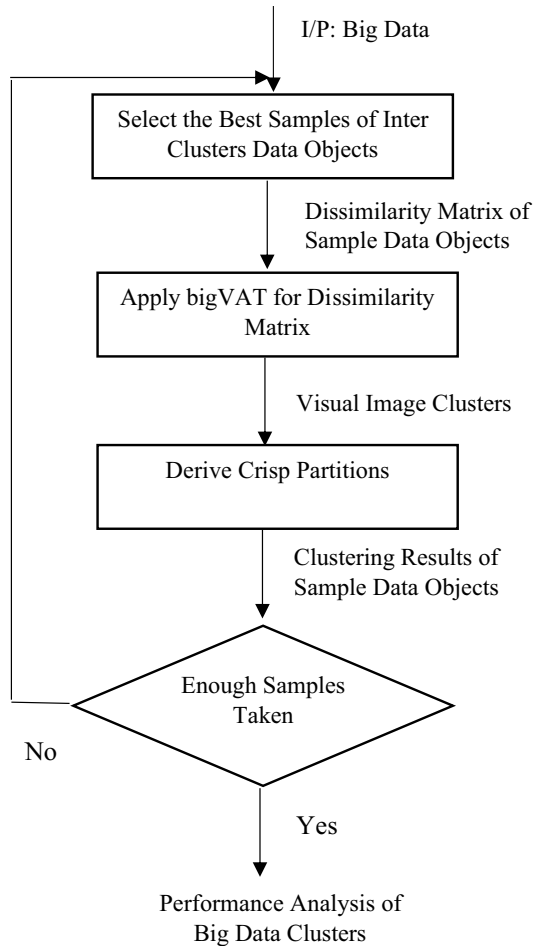 I/P: Big Data
Select the Best Samples of Inter
Clusters Data Objects
Dissimilarity Matrix of
Sample Data Objects
Apply bigVAT for Dissimilarity
Matrix
Visual Image Clusters
Derive Crisp Partitions
Clustering Results of
Sample Data Objects
Enough Samples
Taken
No
Yes
Performance Analysis of
Big Data Clusters